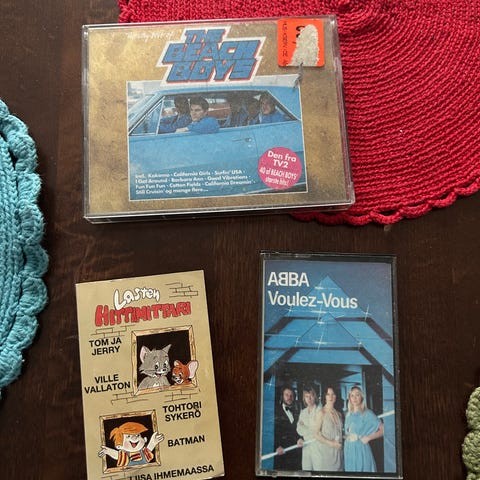 THE
BEACH
BOYS
Incl. Kokomo - California Girls - Surfin' USA -
I Get Around - Barbara Ann - Good Vibrations -
Fun Fun Fun - Cotton Fields - California Dreamin' -
Still Cruisin' og mange flere...
Den fra
TV2
40 af BEACH BOYS'
største hits!
Lasten
HITTIMITTARI
TOM JA
JERRY
VILLE
VALLATON
TOHTORI
SYKERÖ
BATMAN
LIISA IHMEMAASSA
ABBA
Voulez-Vous